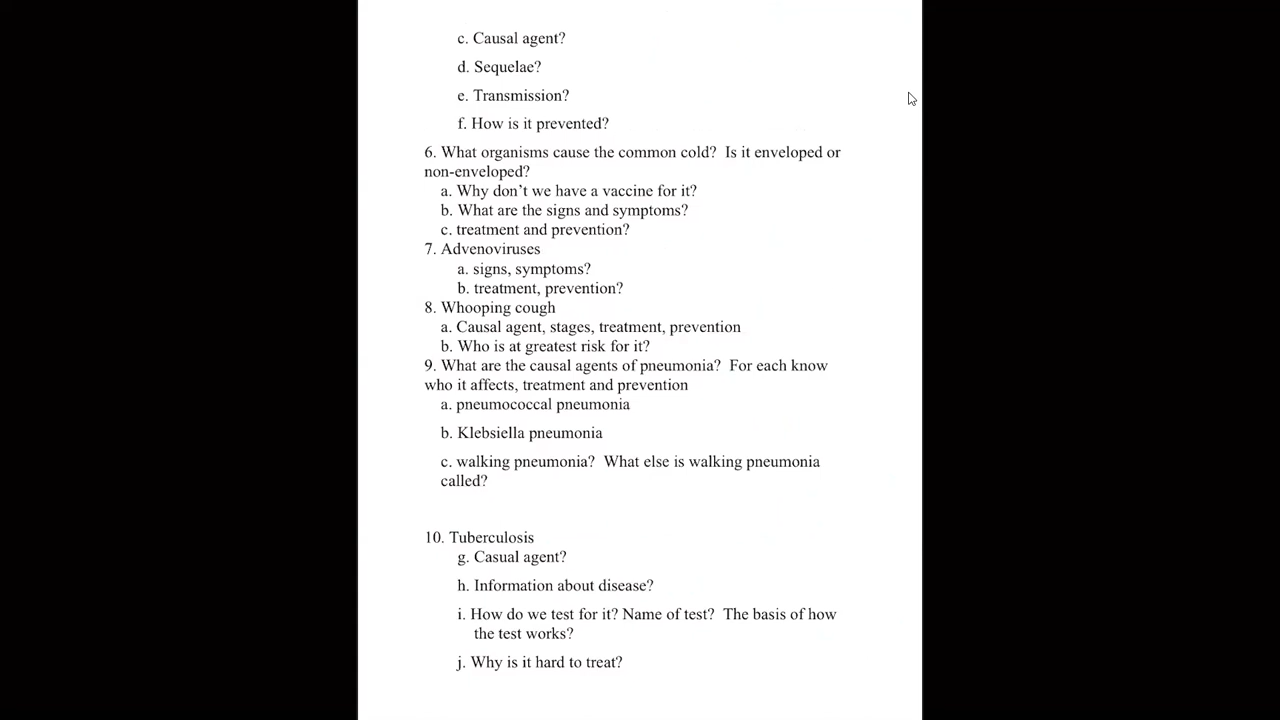 c. Causal agent?
d. Sequelae?
e. Transmission?
f. How is it prevented?
6. What organisms cause the common cold?  Is it enveloped or
non-enveloped?
a. Why don’t we have a vaccine for it?
b. What are the signs and symptoms?
c. treatment and prevention?
7. Advenoviruses
a. signs, symptoms?
b. treatment, prevention?
8. Whooping cough
a. Causal agent, stages, treatment, prevention
b. Who is at greatest risk for it?
9. What are the causal agents of pneumonia?  For each know
who it affects, treatment and prevention
a. pneumococcal pneumonia
b. Klebsiella pneumonia
c. walking pneumonia?  What else is walking pneumonia
called?
10. Tuberculosis
g. Casual agent?
h. Information about disease?
i. How do we test for it? Name of test?  The basis of how
the test works?
j. Why is it hard to treat?